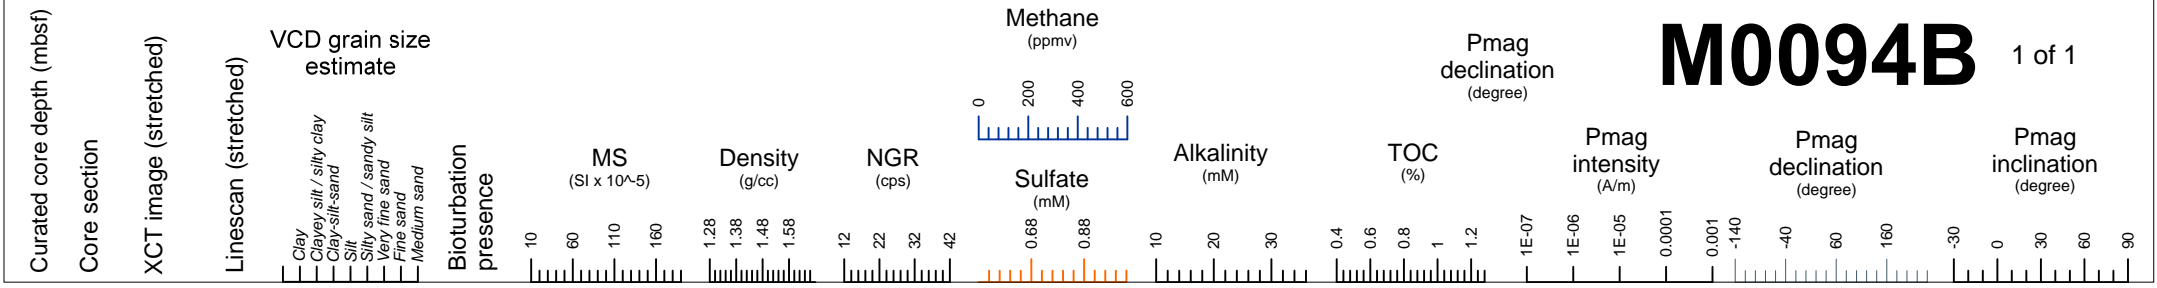 Curated core depth (mbsf)
Core section
XCT image (stretched)
Linescan (stretched)
VCD grain size
estimate
Clay
Clayey silt / silty clay
Clay-silt-sand
Silt
Silty sand / sandy silt
Very fine sand
Fine sand
Medium sand
Bioturbation
presence
MS
(SI x 10^-5)
10 60 110 160
Density
(g/cc)
1.28 1.38 1.48 1.58
NGR
(cps)
12 22 32 42
Methane
(ppmv)
0 200 400 600
Sulfate
(mM)
0.68 0.88
Alkalinity
(mM)
10 20 30
TOC
(%)
0.4 0.6 0.8 1 1.2
Pmag
declination
(degree)
Pmag
intensity
(A/m)
1E-07 1E-06 1E-05 0.0001 0.001
M0094B 1 of 1
Pmag
declination
(degree)
-140 -40 60 160
Pmag
inclination
(degree)
-30 0 30 60 90